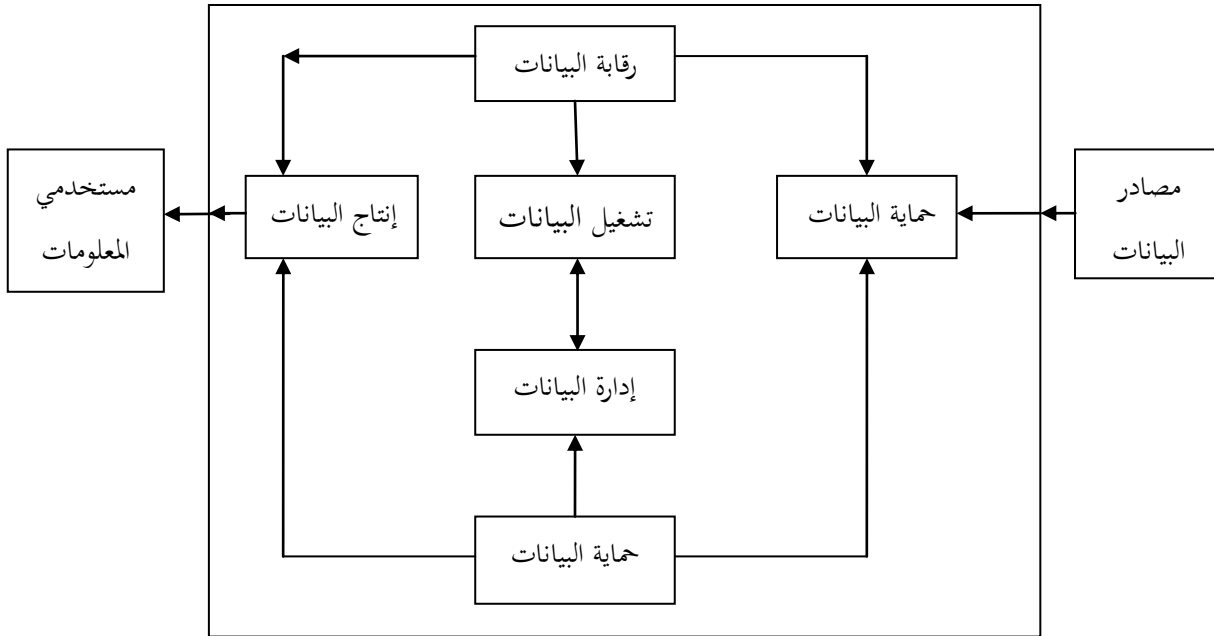 رقابة البيانات
مصادر
البيانات
حماية البيانات
تشغيل البيانات
إنتاج البيانات
مستخدمي
المعلومات
إدارة البيانات
حماية البيانات